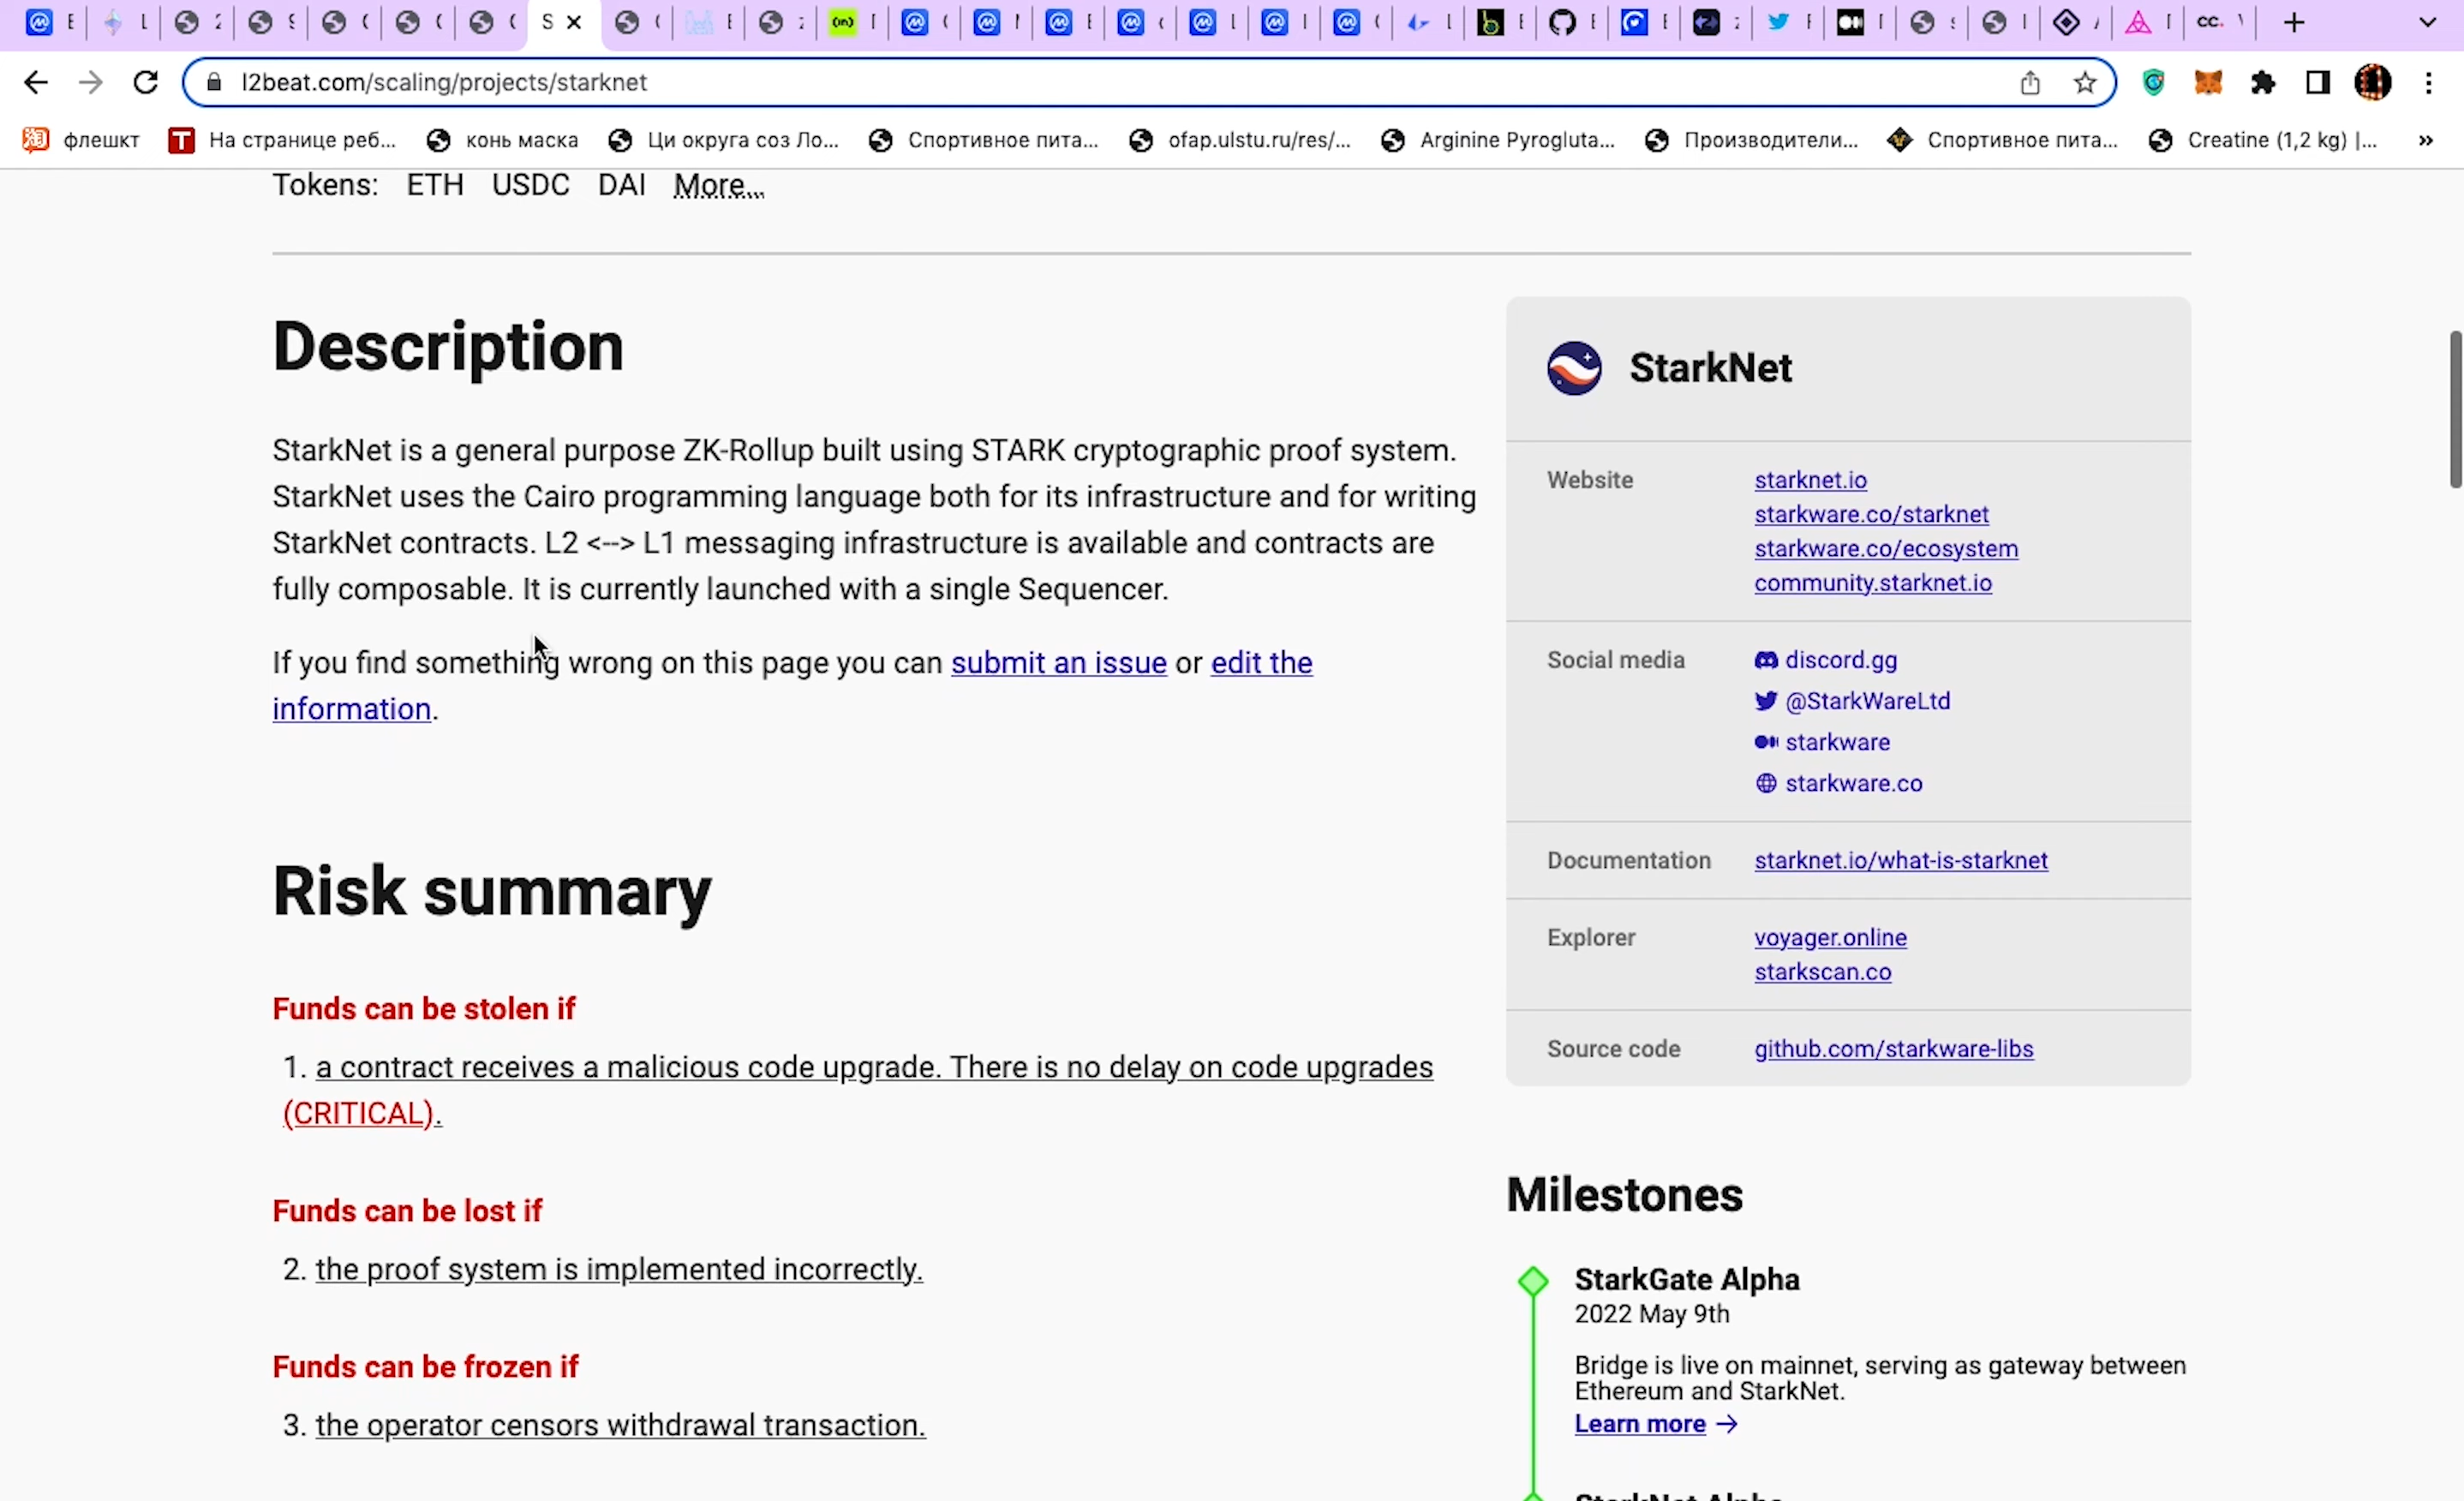 l2beat.com/scaling/projects/starknet
флешкт
На странице реб...
конь маска
Ци округа соз Ло...
Спортивное пита...
ofap.ulstu.ru/res/...
Arginine Pyrogluta...
Производители...
Спортивное пита...
Creatine (1,2 kg) |...
»
Tokens: ETH USDC DAI More...
Description
StarkNet is a general purpose ZK-Rollup built using STARK cryptographic proof system.
StarkNet uses the Cairo programming language both for its infrastructure and for writing
StarkNet contracts. L2 <--> L1 messaging infrastructure is available and contracts are
fully composable. It is currently launched with a single Sequencer.
If you find something wrong on this page you can submit an issue or edit the
information.
Risk summary
Funds can be stolen if
1. a contract receives a malicious code upgrade. There is no delay on code upgrades
(CRITICAL).
Funds can be lost if
2. the proof system is implemented incorrectly.
Funds can be frozen if
3. the operator censors withdrawal transaction.
StarkNet
Website
starknet.io
starkware.co/starknet
starkware.co/ecosystem
community.starknet.io
Social media
discord.gg
@StarkWareLtd
starkware
starkware.co
Documentation
starknet.io/what-is-starknet
Explorer
voyager.online
starkscan.co
Source code
github.com/starkware-libs
Milestones
StarkGate Alpha
2022 May 9th
Bridge is live on mainnet, serving as gateway between
Ethereum and StarkNet.
Learn more →
StarkNet Alpha